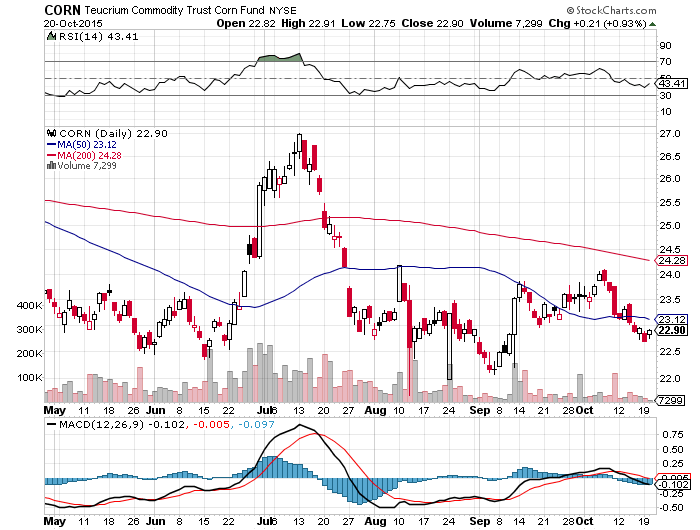 CORN Teucrium Commodity Trust Corn Fund NYSE
© StockCharts.com
20-Oct-2015
Open 22.82 High 22.91 Low 22.75 Close 22.90 Volume 7,299 Chg +0.21 (+0.93%)
RSI(14) 43.41
90
70
50
43.41
30
10
CORN (Daily) 22.90
MA(50) 23.12
MA(200) 24.28
Volume 7,299
27.0
26.5
26.0
25.5
25.0
24.5
24.28
24.0
23.5
23.12
22.90
22.5
22.0
7299
400K
300K
200K
100K
May 11 18 26 Jun 8 15 22 Jul 6 13 20 27 Aug 10 17 24 Sep 8 14 21 28 Oct 12 19
MACD(12,26,9) -0.102, -0.005, -0.097
0.75
0.50
0.25
-0.005
-0.102
-0.25
-0.50
May 11 18 26 Jun 8 15 22 Jul 6 13 20 27 Aug 10 17 24 Sep 8 14 21 28 Oct 12 19